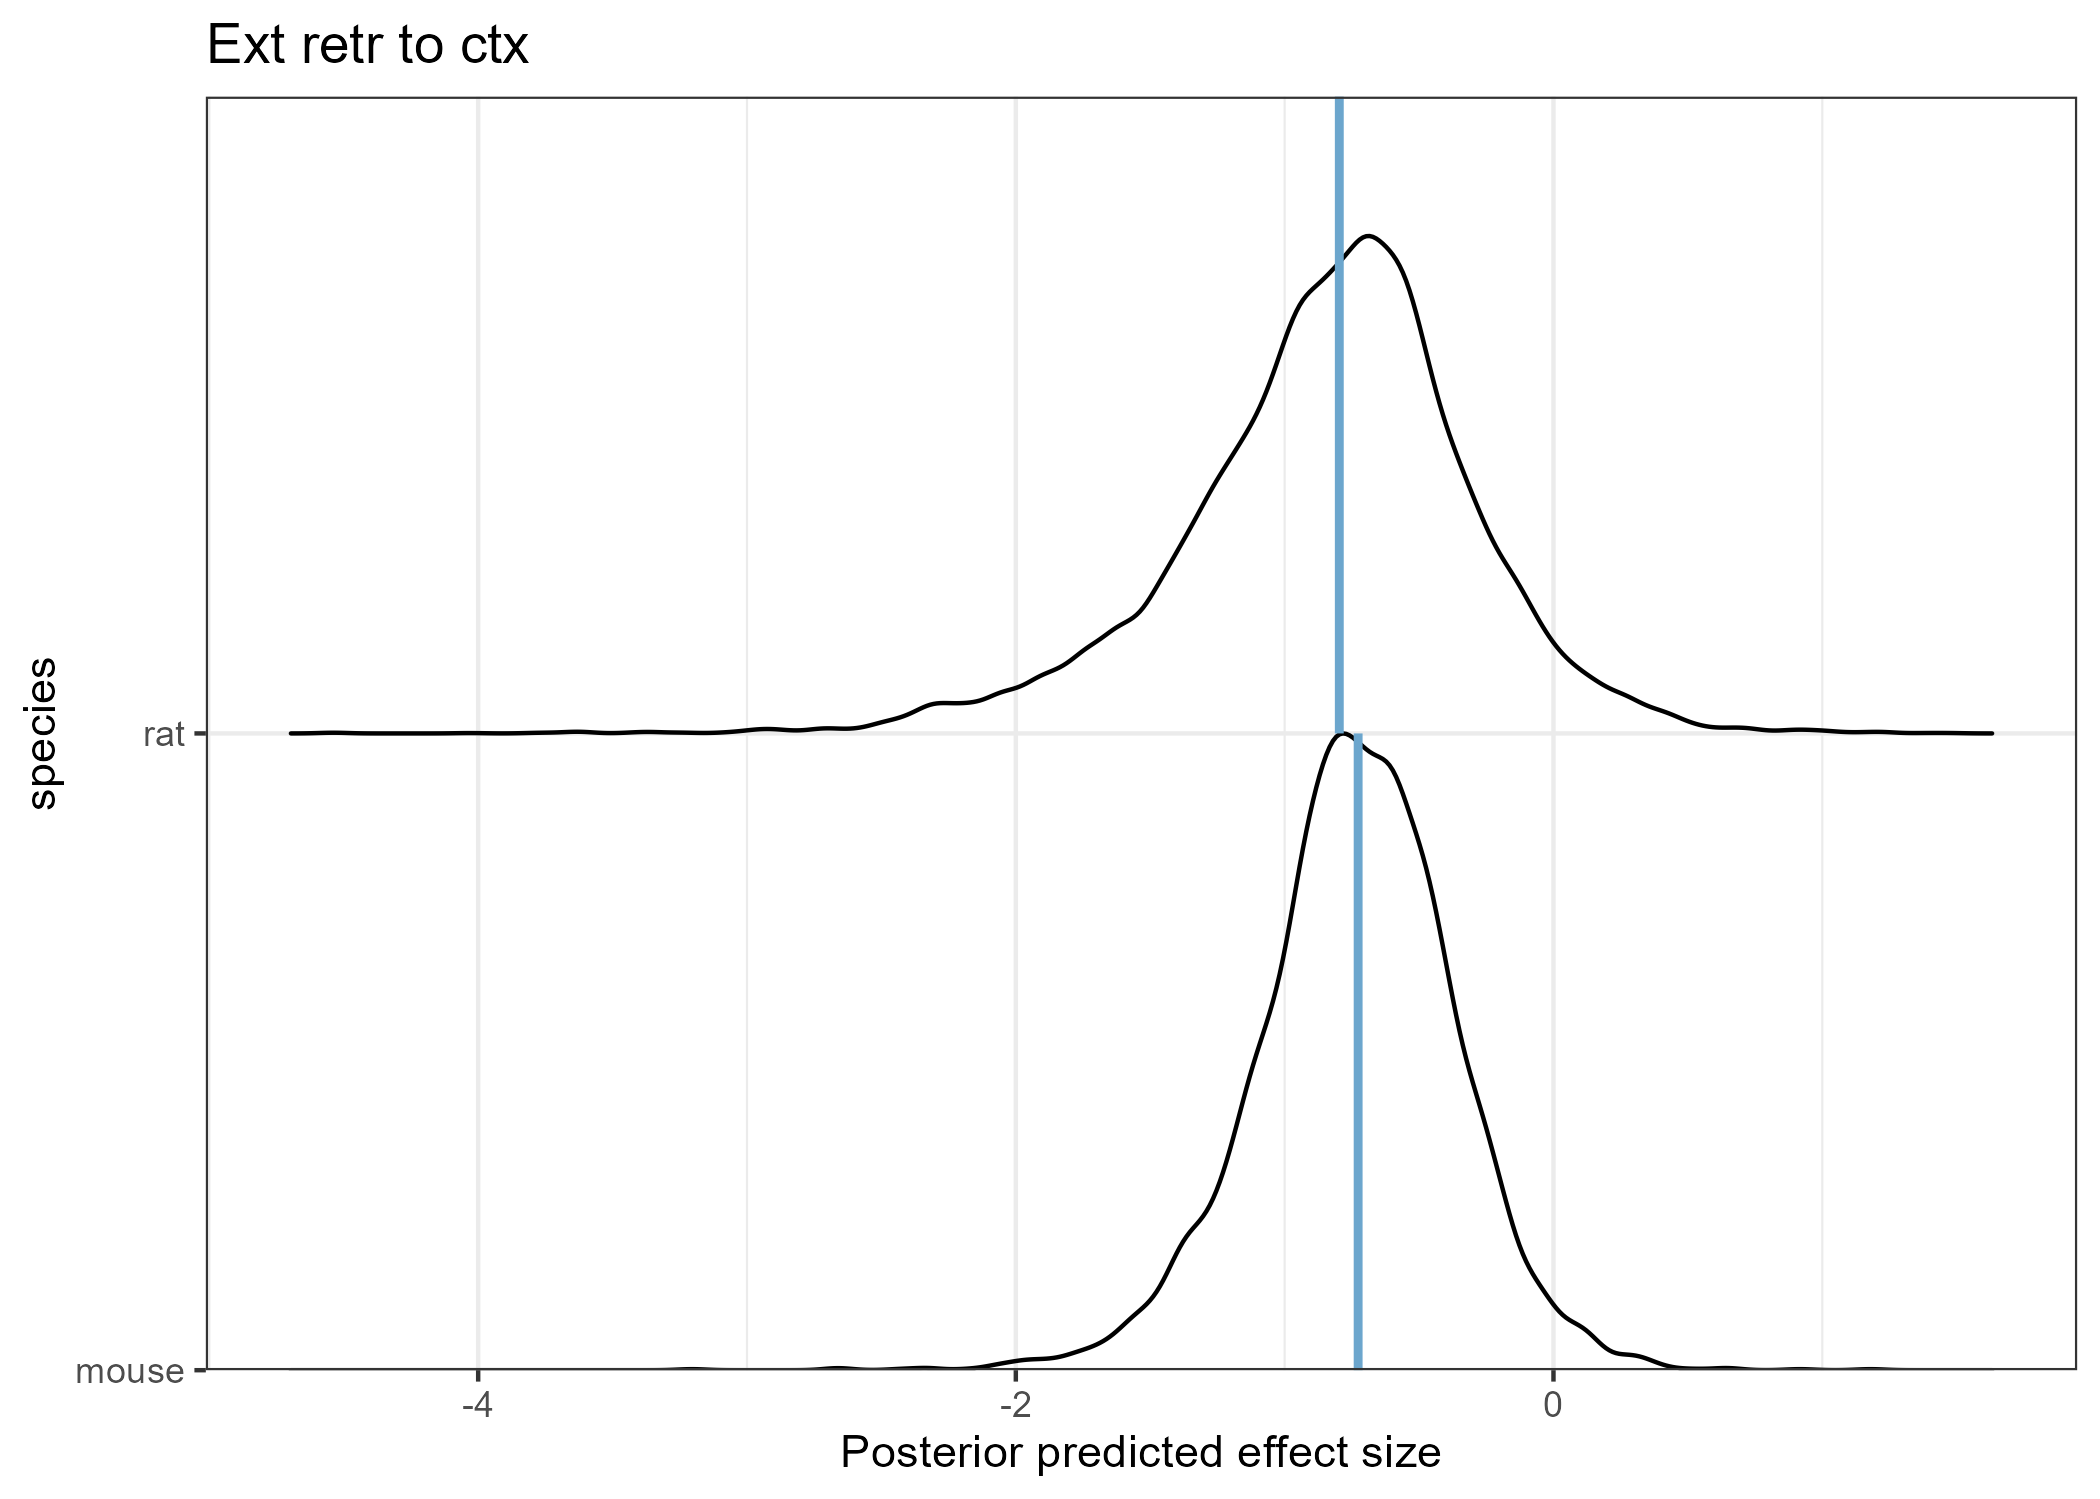 Ext retr to ctx
species
rat
mouse
-4 -2 0
Posterior predicted effect size